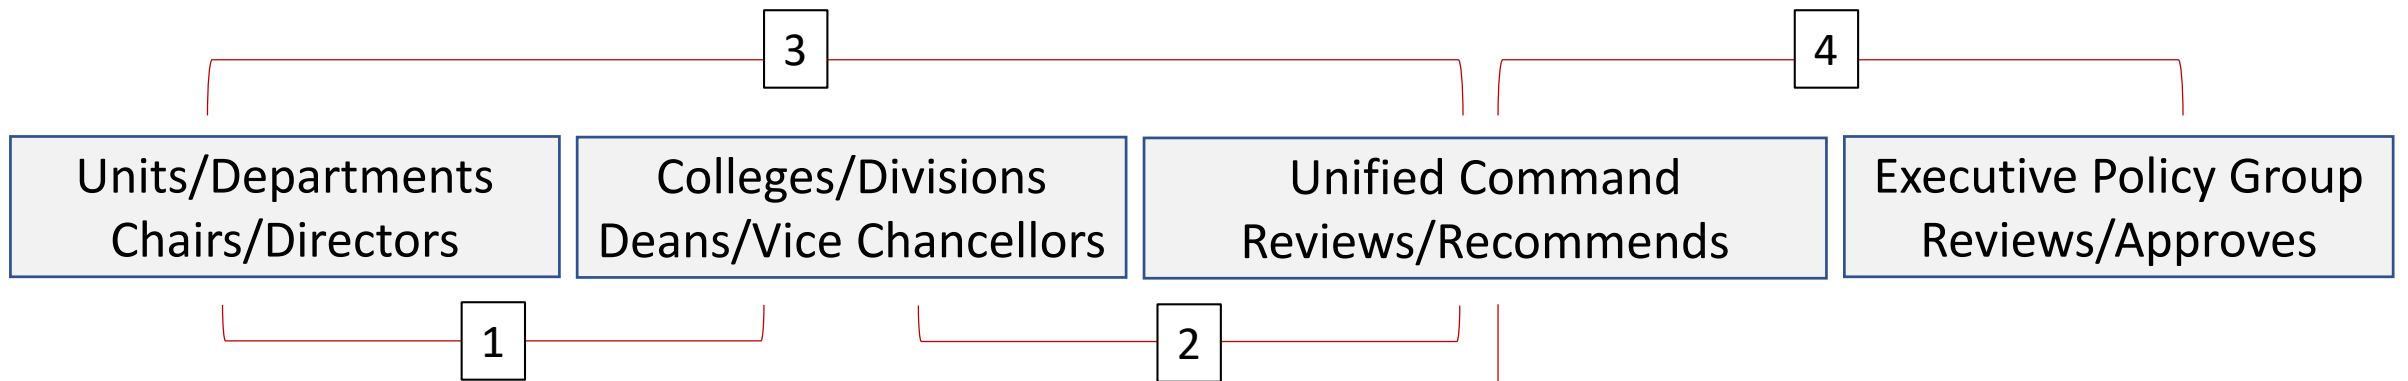 3
4
Units/Departments
Chairs/Directors
Colleges/Divisions
Deans/Vice Chancellors
Unified Command
Reviews/Recommends
Executive Policy Group
Reviews/Approves
1
2